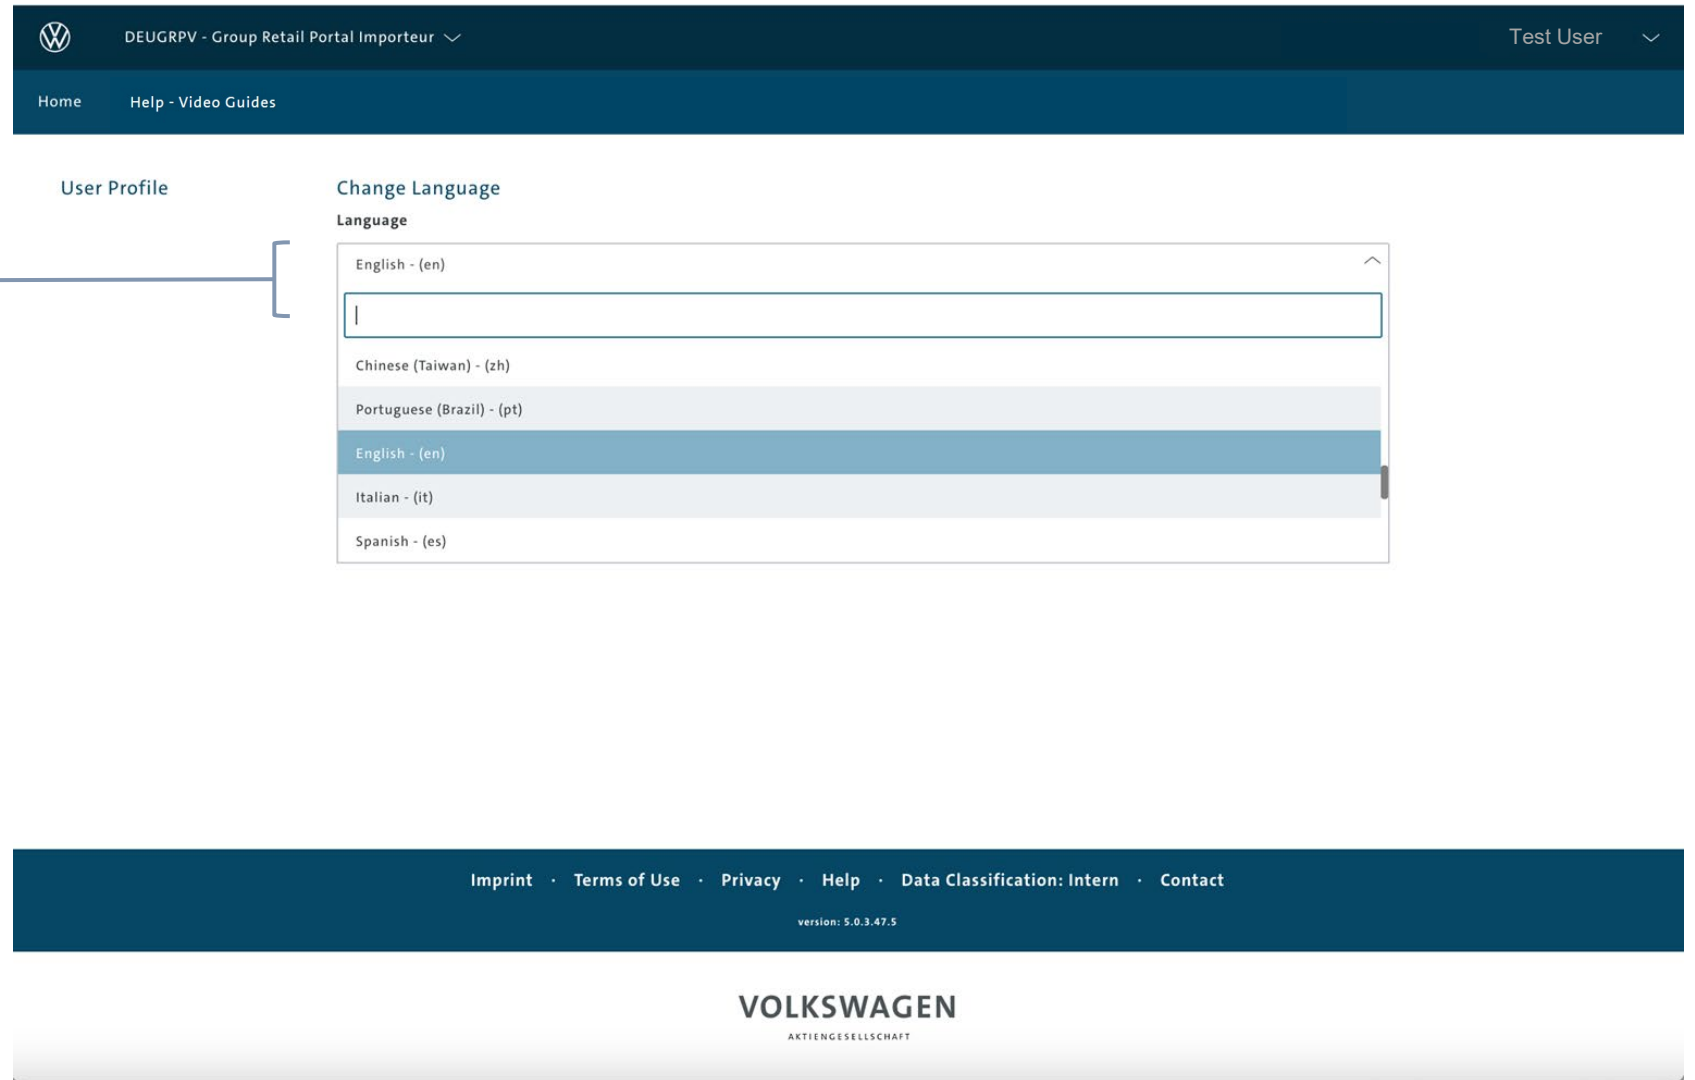 DEUGRPV - Group Retail Portal Importeur
Test User
Home
Help - Video Guides
User Profile
Change Language
Language
English - (en)
Chinese (Taiwan) - (zh)
Portuguese (Brazil) - (pt)
English - (en)
Italian - (it)
Spanish - (es)
Imprint · Terms of Use · Privacy · Help · Data Classification: Intern · Contact
version: 5.0.3.47.5
VOLKSWAGEN
AKTIENGESELLSCHAFT